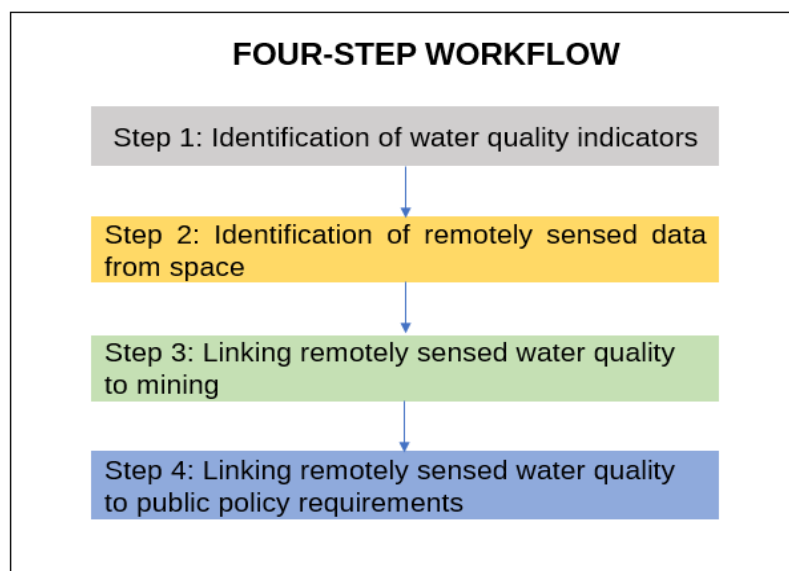 FOUR-STEP WORKFLOW
Step 1: Identification of water quality indicators
Step 2: Identification of remotely sensed data
from space
Step 3: Linking remotely sensed water quality
to mining
Step 4: Linking remotely sensed water quality
to public policy requirements